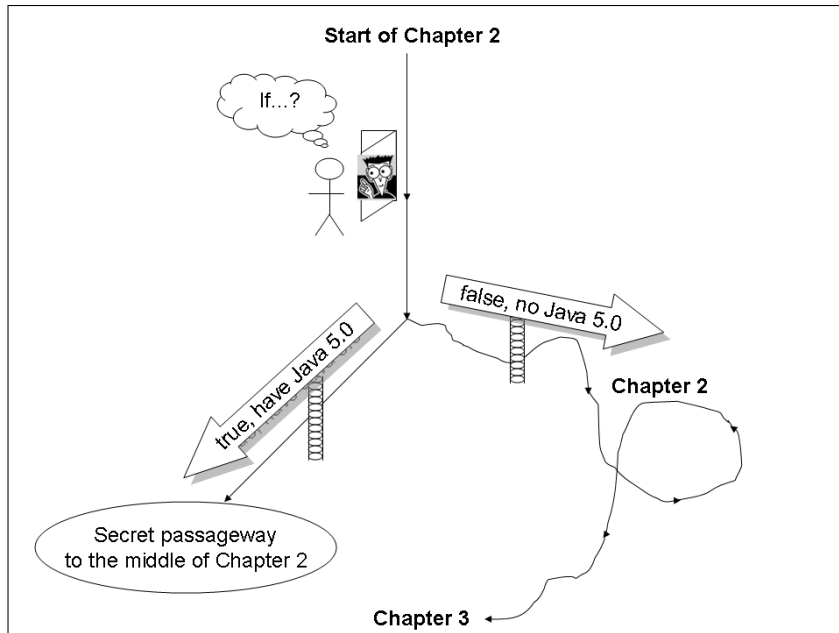 Start of Chapter 2
If...?
false, no Java 5.0
true, have Java 5.0
Chapter 2
Secret passageway
to the middle of Chapter 2
Chapter 3